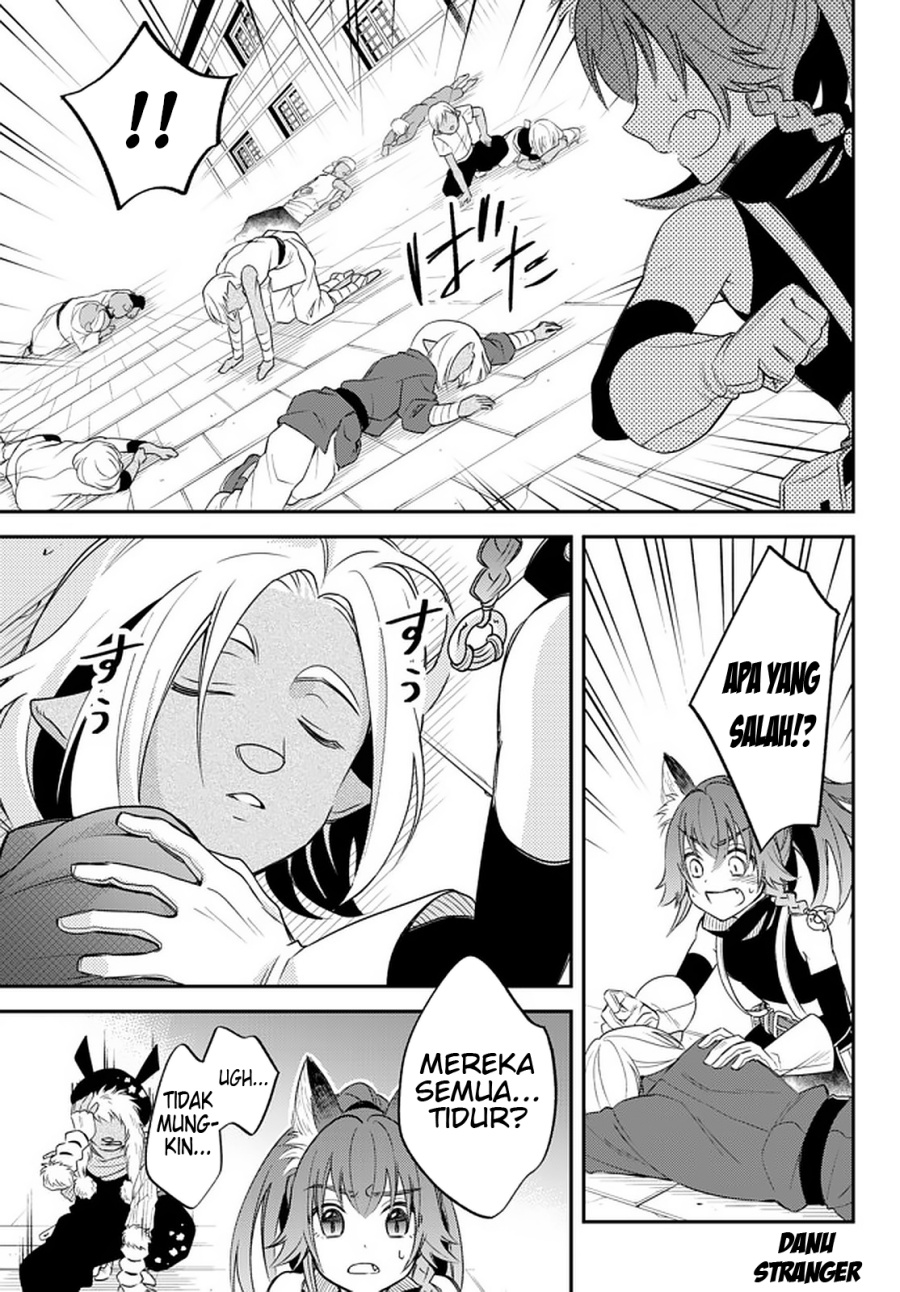 !!
ばた
APA YANG
SALAH!?
すぅ
すぅ
MEREKA
SEMUA...
TIDUR?
UGH...
TIDAK
MUNG-
KIN...
DANU
STRANGER